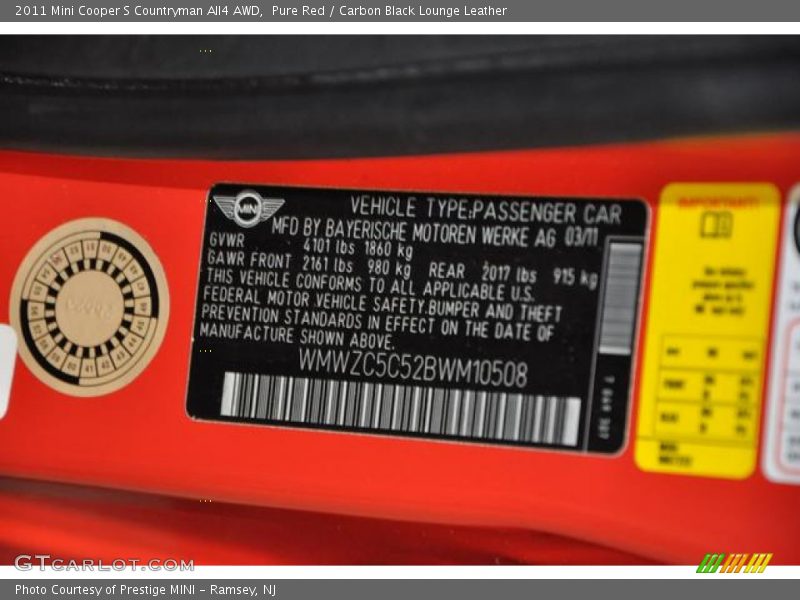 2011 Mini Cooper S Countryman All4 AWD, Pure Red / Carbon Black Lounge Leather
MINI
VEHICLE TYPE:PASSENGER CAR
MFD BY BAYERISCHE MOTOREN WERKE AG 03/11
GVWR 4101 lbs 1860 kg
GAWR FRONT 2161 lbs 980 kg REAR 2017 lbs 915 kg
THIS VEHICLE CONFORMS TO ALL APPLICABLE U.S.
FEDERAL MOTOR VEHICLE SAFETY.BUMPER AND THEFT
PREVENTION STANDARDS IN EFFECT ON THE DATE OF
MANUFACTURE SHOWN ABOVE.
WMWZC5C52BWM10508
IMPORTANT!
GTCARLOT.COM
Photo Courtesy of Prestige MINI - Ramsey, NJ